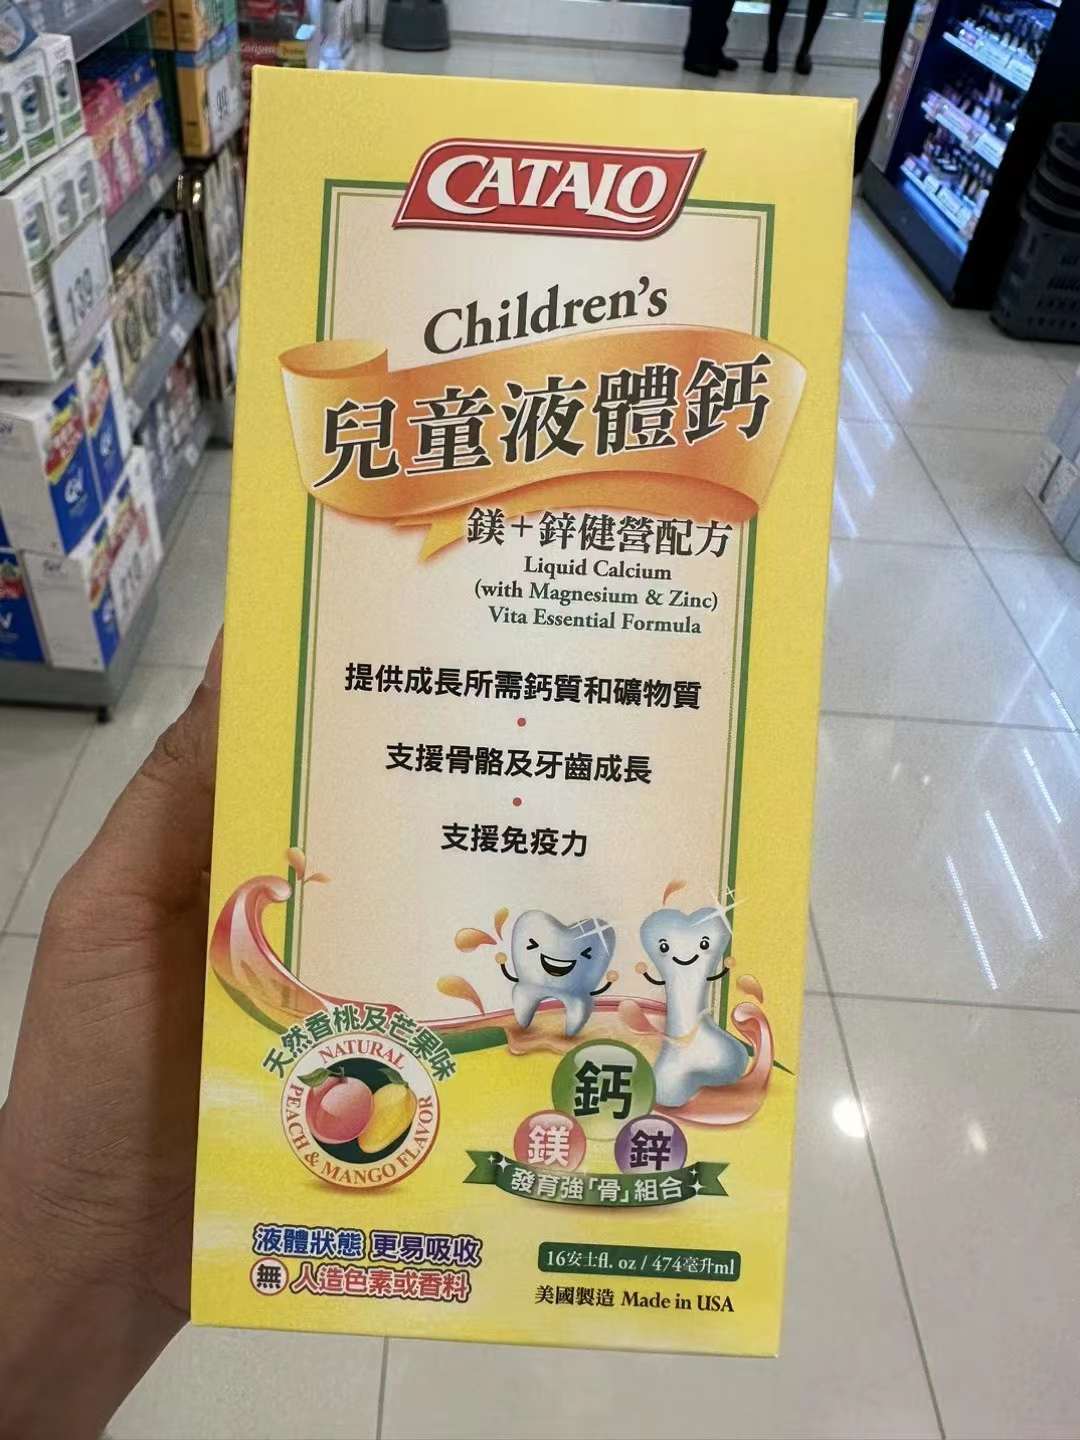 CATALO
Children's
兒童液體鈣
鎂+鋅健營配方
Liquid Calcium
(with Magnesium & Zinc)
Vita Essential Formula
提供成長所需鈣質和礦物質
支援骨骼及牙齒成長
支援免疫力
天然香桃及芒果味
NATURAL
PEACH & MANGO FLAVOR
鈣
鎂 鋅
發育強「骨」組合
液體狀態 更易吸收
無 人造色素或香料
16安士fl. oz / 474毫升ml
美國製造 Made in USA
139
QV